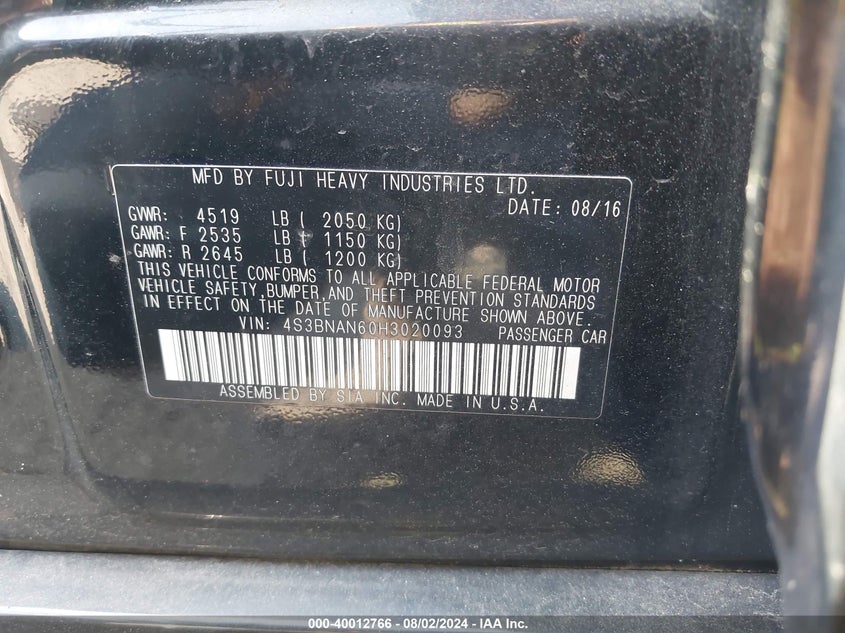 MFD BY FUJI HEAVY INDUSTRIES LTD.
DATE: 08/16
GVWR: 4519 LB ( 2050 KG)
GAWR: F 2535 LB ( 1150 KG)
GAWR: R 2645 LB ( 1200 KG)
THIS VEHICLE CONFORMS TO ALL APPLICABLE FEDERAL MOTOR
VEHICLE SAFETY, BUMPER, AND THEFT PREVENTION STANDARDS
IN EFFECT ON THE DATE OF MANUFACTURE SHOWN ABOVE.
VIN: 4S3BNAN60H3020093 PASSENGER CAR
ASSEMBLED BY SIA INC. MADE IN U.S.A.
000-40012766 - 08/02/2024 - IAA Inc.